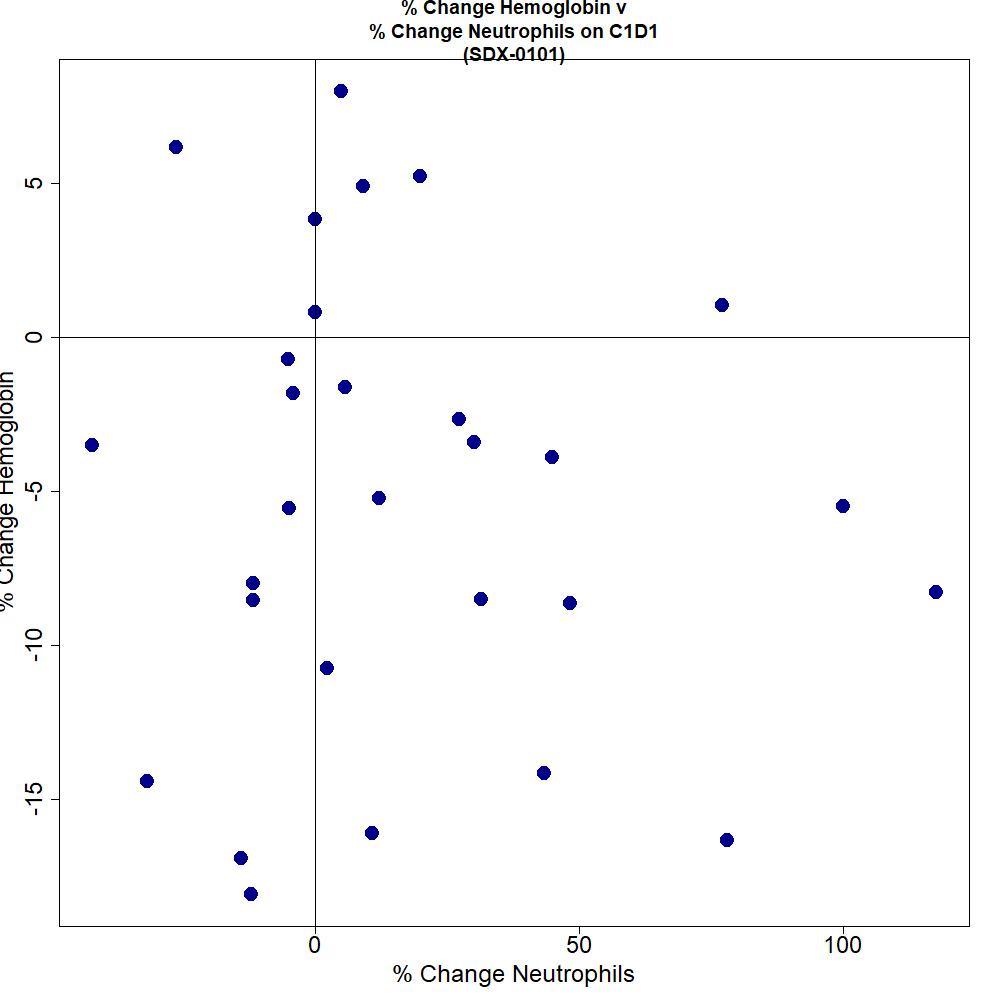 % Change Hemoglobin v
% Change Neutrophils on C1D1
(SDX-0101)
% Change Hemoglobin
5
0
-5
-10
-15
0 50 100
% Change Neutrophils